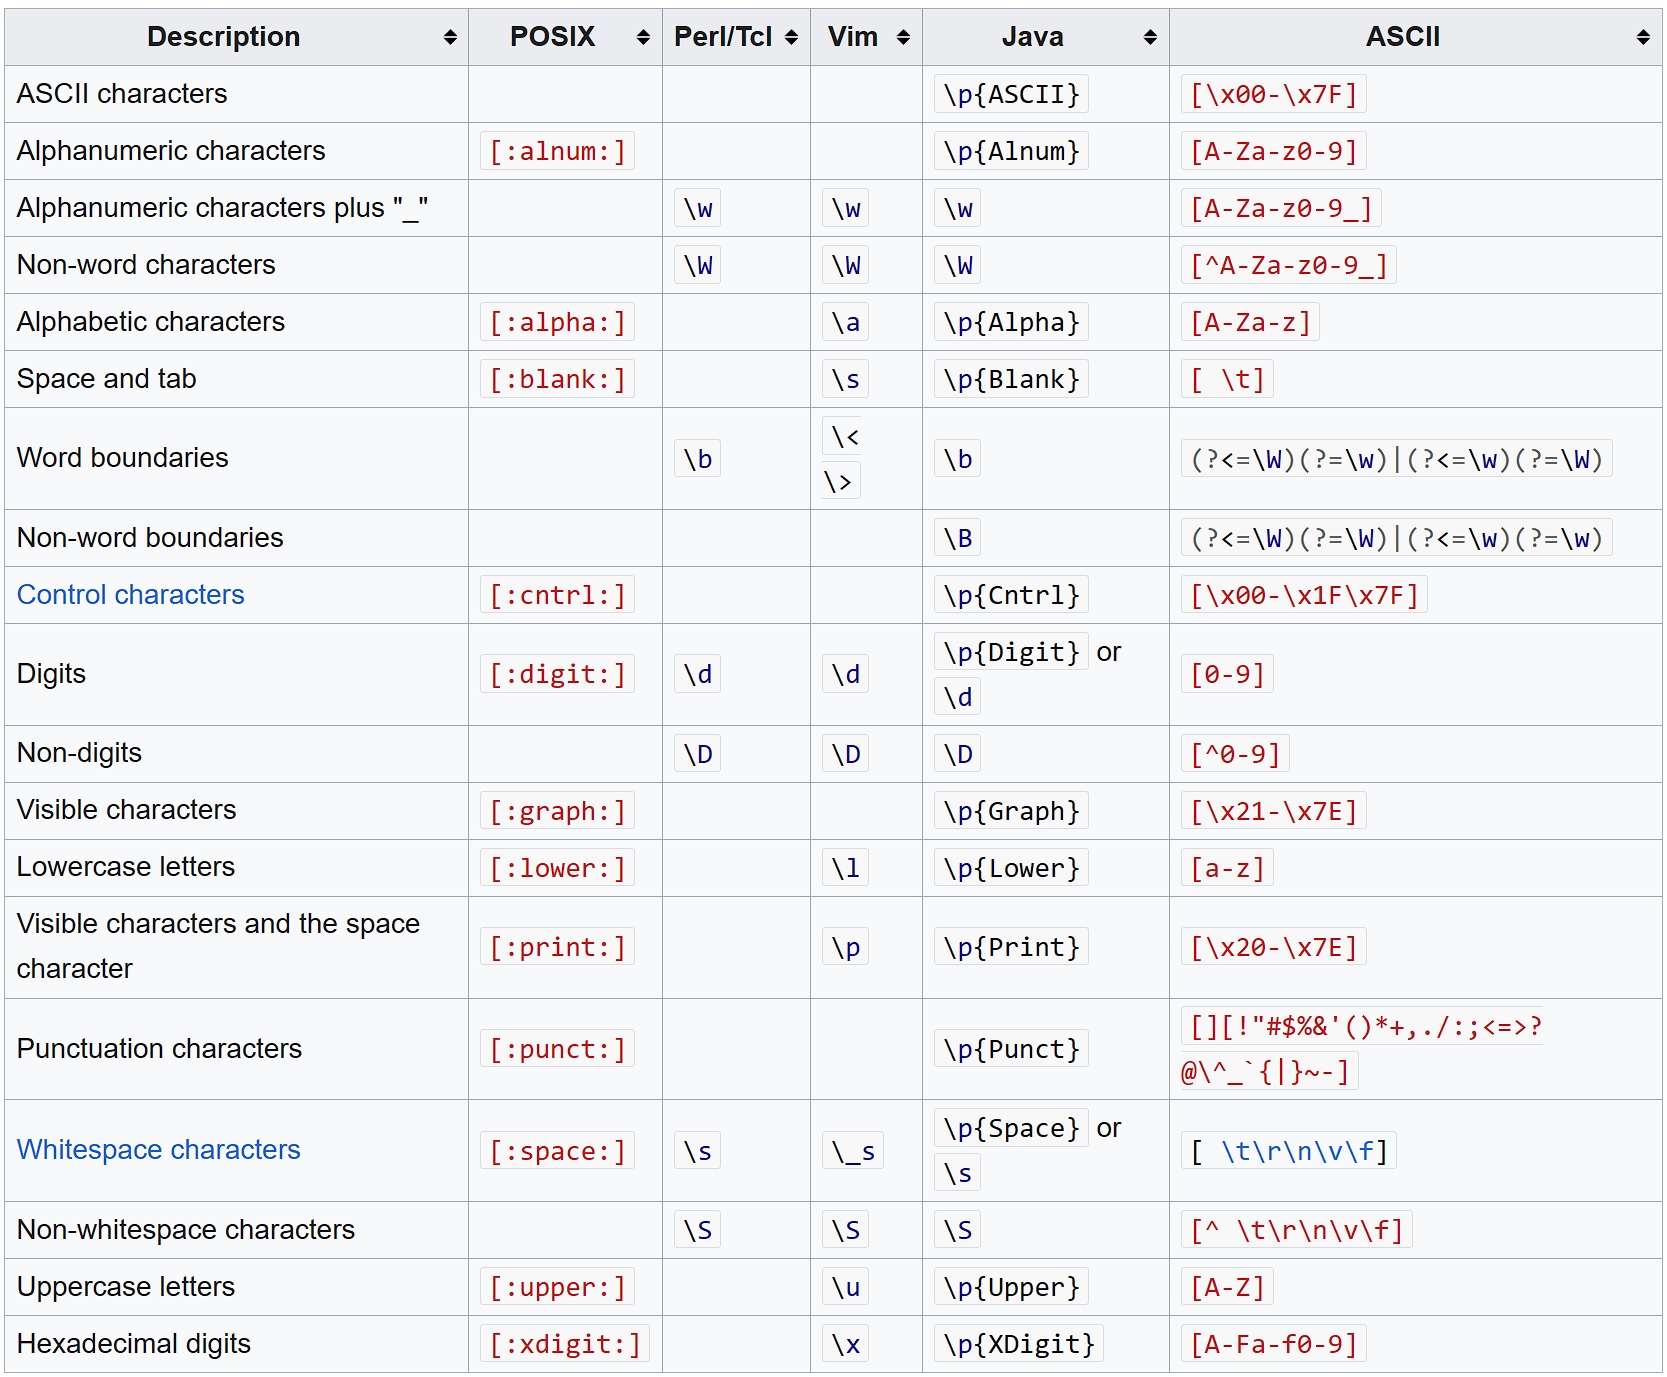 Description POSIX Perl/Tcl Vim Java ASCII
ASCII characters \p{ASCII} [\x00-\x7F]
Alphanumeric characters [:alnum:] \p{Alnum} [A-Za-z0-9]
Alphanumeric characters plus "_" \w \w \w [A-Za-z0-9_]
Non-word characters \W \W \W [^A-Za-z0-9_]
Alphabetic characters [:alpha:] \a \p{Alpha} [A-Za-z]
Space and tab [:blank:] \s \p{Blank} [ \t]
Word boundaries \b \< \b (?<=\W)(?=\w)|(?<=\w)(?=\W)
\>
Non-word boundaries \B (?<=\W)(?=\W)|(?<=\w)(?=\w)
Control characters [:cntrl:] \p{Cntrl} [\x00-\x1F\x7F]
Digits [:digit:] \d \d \p{Digit} or [0-9]
\d
Non-digits \D \D \D [^0-9]
Visible characters [:graph:] \p{Graph} [\x21-\x7E]
Lowercase letters [:lower:] \l \p{Lower} [a-z]
Visible characters and the space [:print:] \p \p{Print} [\x20-\x7E]
character
Punctuation characters [:punct:] \p{Punct} [][!"#$%&'()*+,./:;<=>?
@\^_`{|}~-]
Whitespace characters [:space:] \s \_s \p{Space} or [ \t\r\n\v\f]
\s
Non-whitespace characters \S \S \S [^ \t\r\n\v\f]
Uppercase letters [:upper:] \u \p{Upper} [A-Z]
Hexadecimal digits [:xdigit:] \x \p{XDigit} [A-Fa-f0-9]